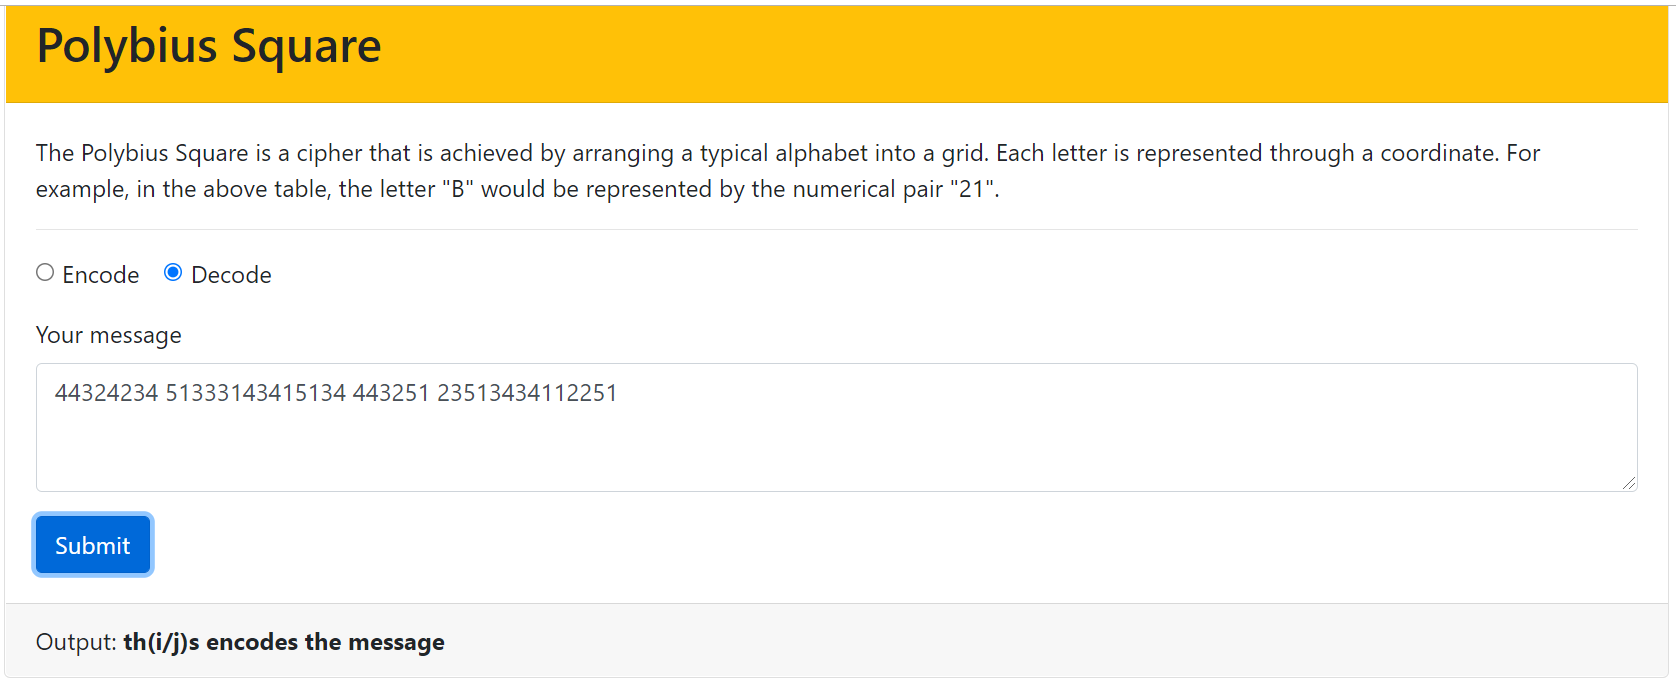 Polybius Square
The Polybius Square is a cipher that is achieved by arranging a typical alphabet into a grid. Each letter is represented through a coordinate. For
example, in the above table, the letter "B" would be represented by the numerical pair "21".
Encode Decode
Your message
44324234 51333143415134 443251 23513434112251
Submit
Output: th(i/j)s encodes the message